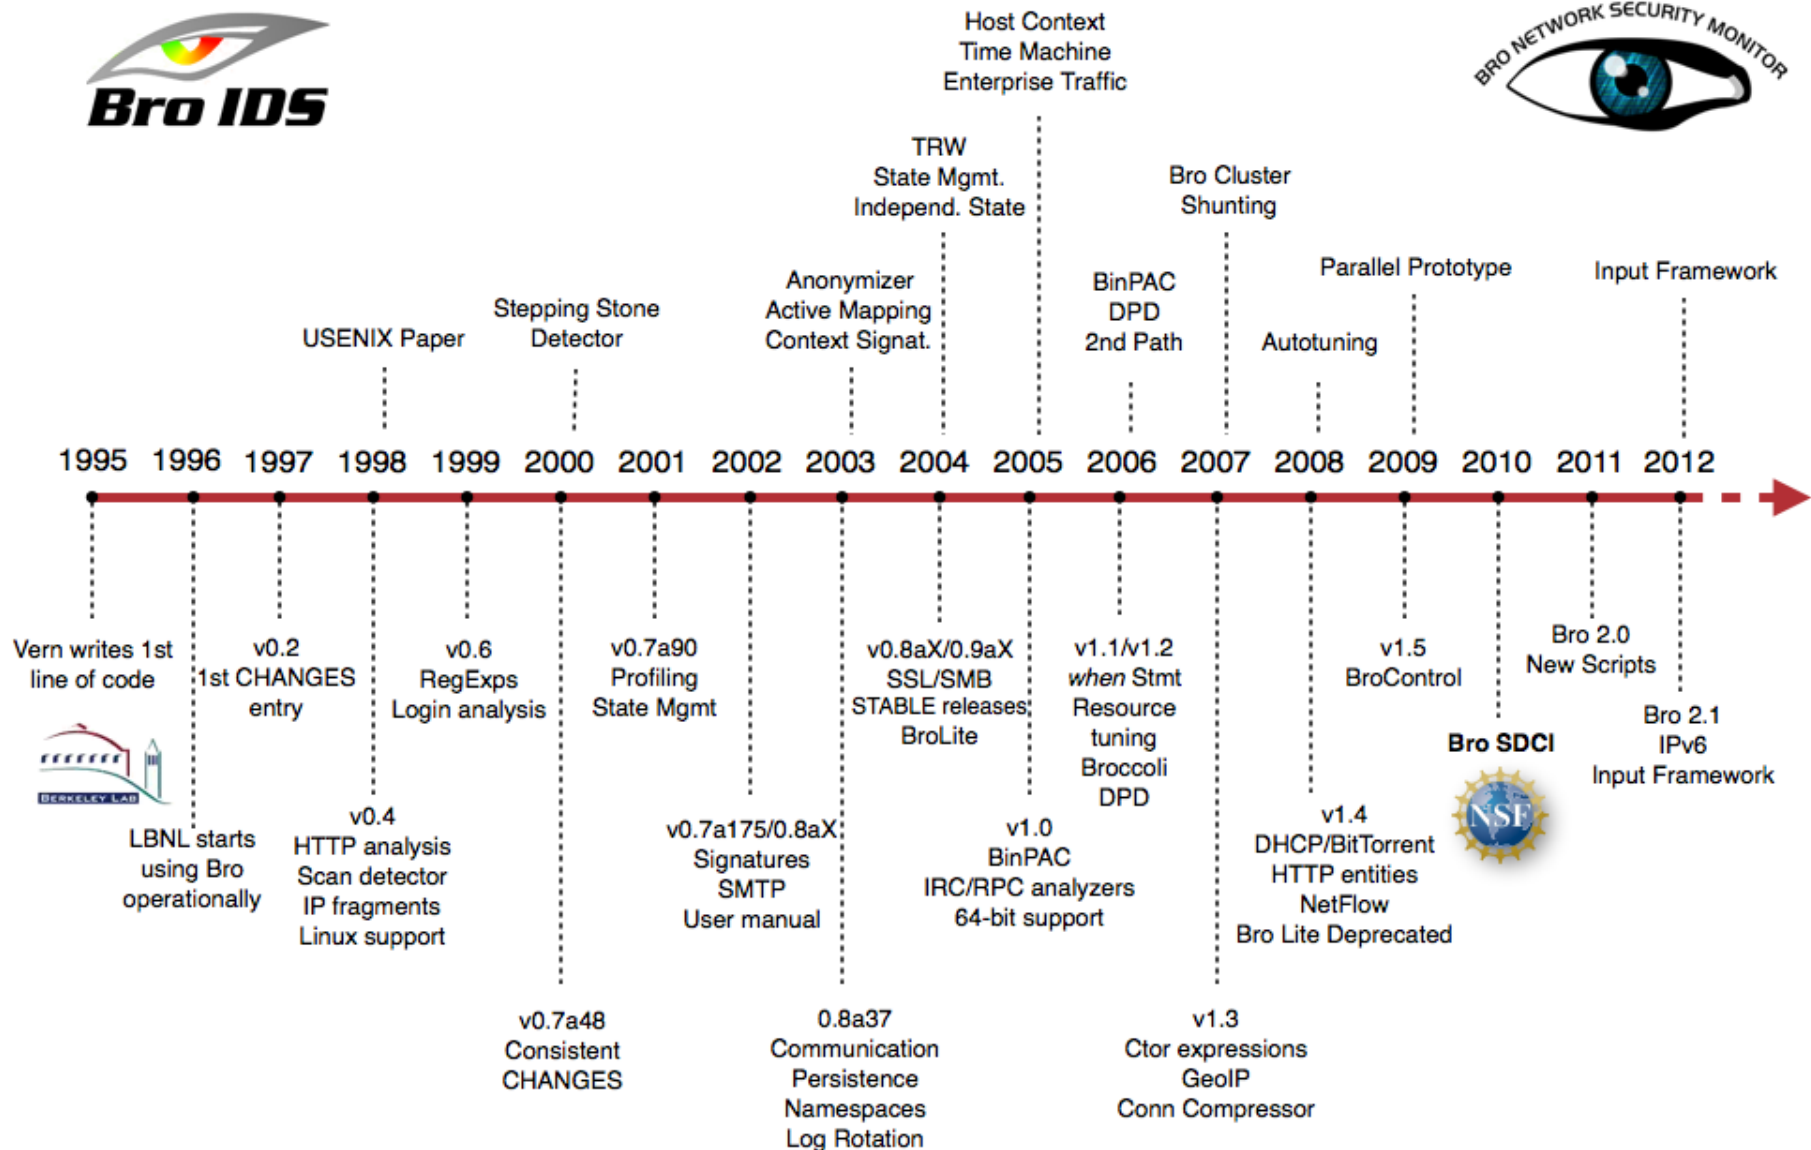 Bro IDS
BRO NETWORK SECURITY MONITOR
Host Context
Time Machine
Enterprise Traffic
TRW
State Mgmt.
Independ. State
Bro Cluster
Shunting
Anonymizer
Active Mapping
Context Signat.
BinPAC
DPD
2nd Path
Parallel Prototype
Input Framework
Stepping Stone
Detector
USENIX Paper
Autotuning
1995 1996 1997 1998 1999 2000 2001 2002 2003 2004 2005 2006 2007 2008 2009 2010 2011 2012
Vern writes 1st
line of code
BERKELEY LAB
LBNL starts
using Bro
operationally
v0.2
1st CHANGES
entry
v0.4
HTTP analysis
Scan detector
IP fragments
Linux support
v0.6
RegExps
Login analysis
v0.7a48
Consistent
CHANGES
v0.7a90
Profiling
State Mgmt
v0.7a175/0.8aX
Signatures
SMTP
User manual
0.8a37
Communication
Persistence
Namespaces
Log Rotation
v0.8aX/0.9aX
SSL/SMB
STABLE releases
BroLite
v1.0
BinPAC
IRC/RPC analyzers
64-bit support
v1.1/v1.2
when Stmt
Resource
tuning
Broccoli
DPD
v1.3
Ctor expressions
GeoIP
Conn Compressor
v1.4
DHCP/BitTorrent
HTTP entities
NetFlow
Bro Lite Deprecated
v1.5
BroControl
Bro SDCI
NSF
Bro 2.0
New Scripts
Bro 2.1
IPv6
Input Framework